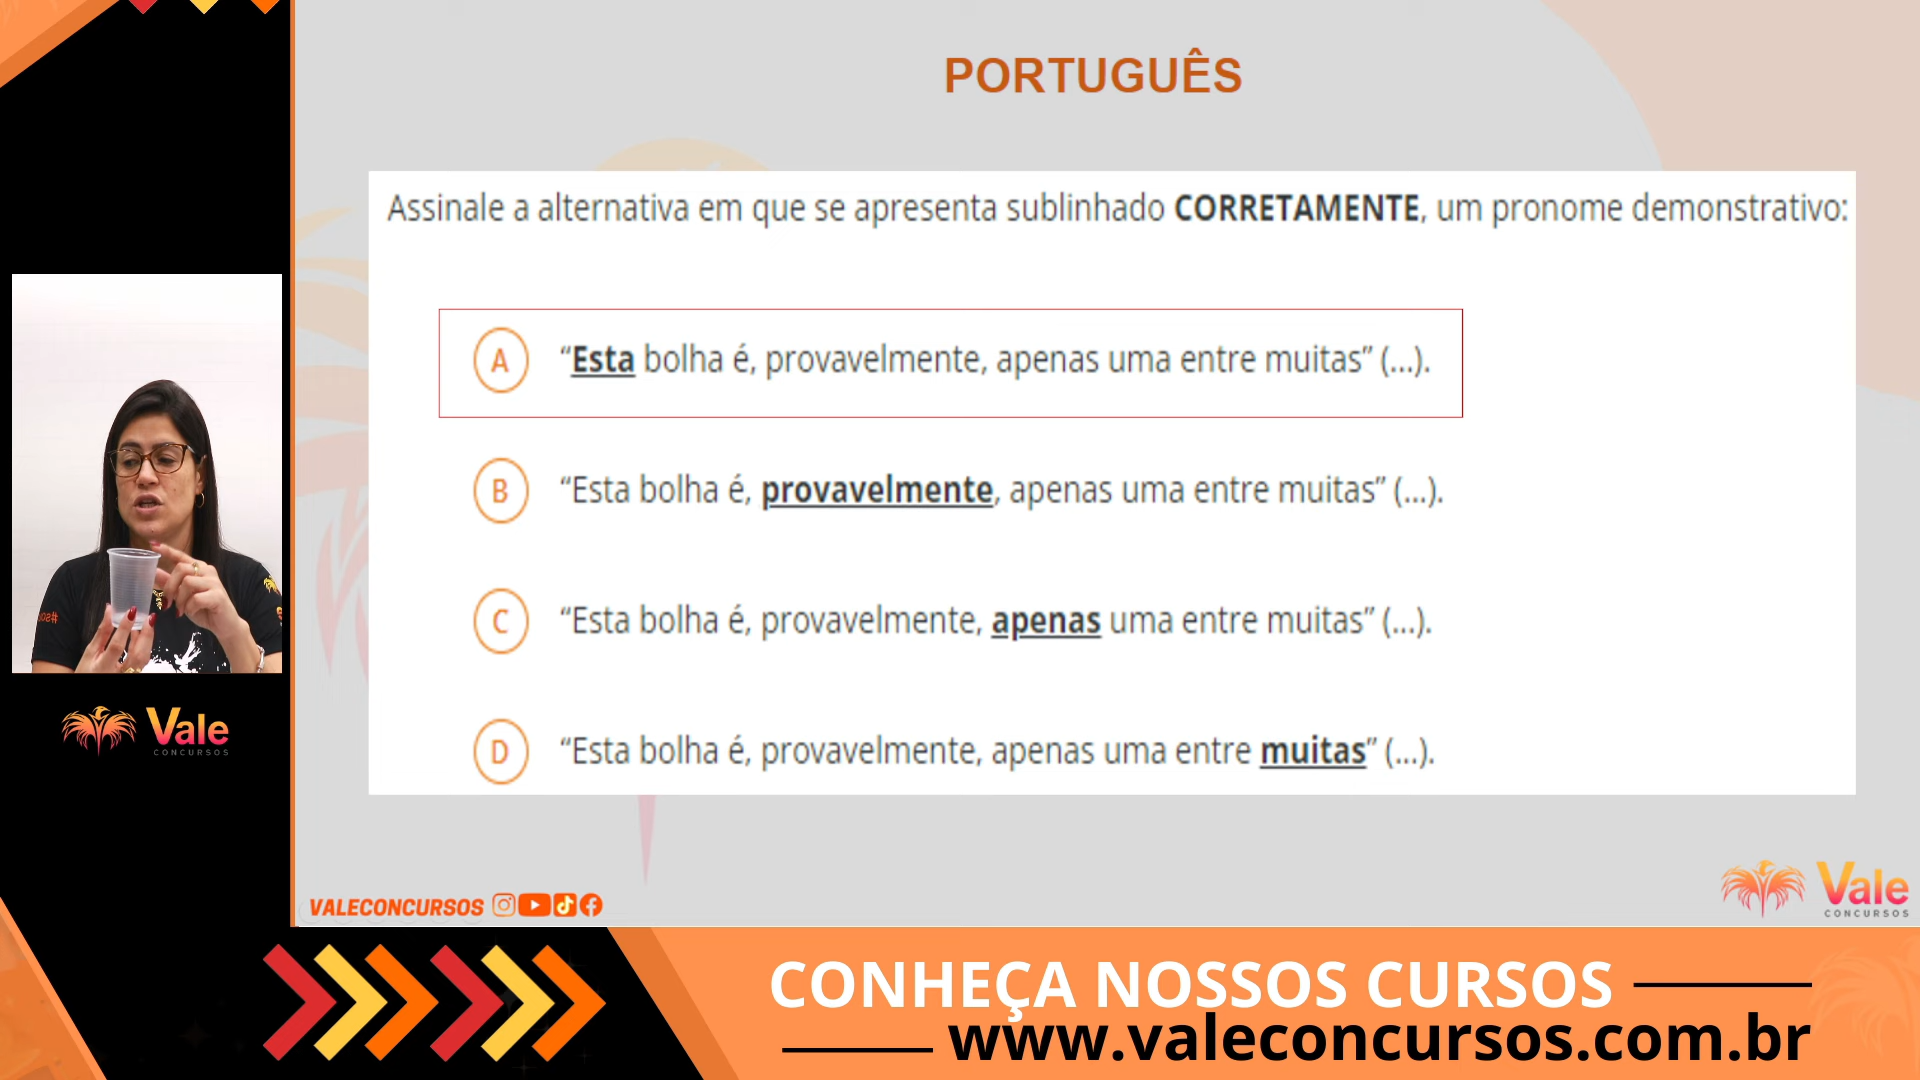 PORTUGUÊS
Assinale a alternativa em que se apresenta sublinhado CORRETAMENTE, um pronome demonstrativo:
A “Esta bolha é, provavelmente, apenas uma entre muitas” (...).
B “Esta bolha é, provavelmente, apenas uma entre muitas” (...).
C “Esta bolha é, provavelmente, apenas uma entre muitas” (...).
D “Esta bolha é, provavelmente, apenas uma entre muitas” (...).
Vale
CONCURSOS
VALECONCURSOS
Vale
CONCURSOS
CONHEÇA NOSSOS CURSOS
www.valeconcursos.com.br